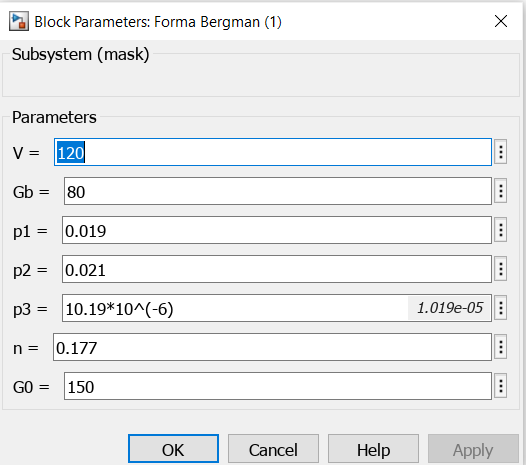 Block Parameters: Forma Bergman (1)
Subsystem (mask)
Parameters
V = 120
Gb = 80
p1 = 0.019
p2 = 0.021
p3 = 10.19*10^(-6) 1.019e-05
n = 0.177
G0 = 150
OK Cancel Help Apply